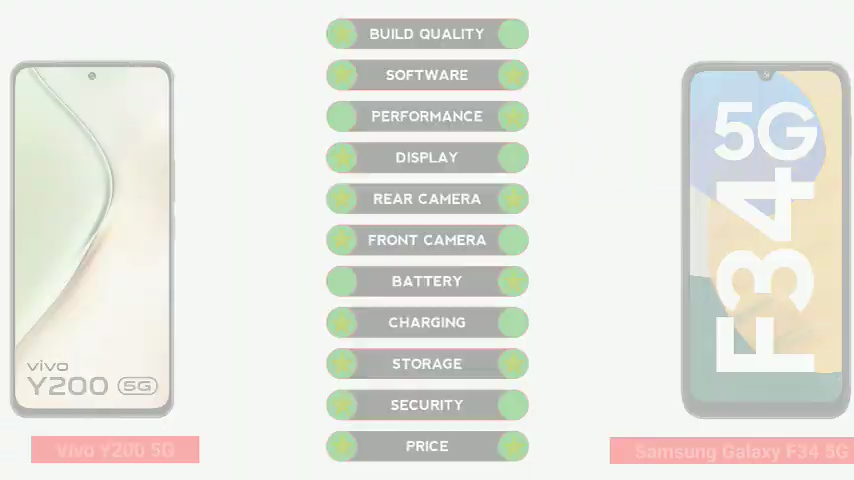 BUILD QUALITY
SOFTWARE
PERFORMANCE
DISPLAY
REAR CAMERA
FRONT CAMERA
BATTERY
CHARGING
STORAGE
SECURITY
PRICE
vivo
Y200 5G
Vivo Y200 5G
5G
F34
Samsung Galaxy F34 5G